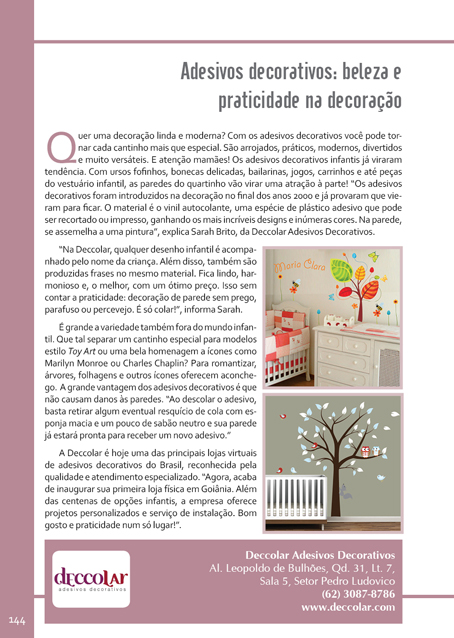 Adesivos decorativos: beleza e
praticidade na decoração
Quer uma decoração linda e moderna? Com os adesivos decorativos você pode tor-
nar cada cantinho mais que especial. São arrojados, práticos, modernos, divertidos
e muito versáteis. E atenção mamães! Os adesivos decorativos infantis já viraram
tendência. Com ursos fofinhos, bonecas delicadas, bailarinas, jogos, carrinhos e até peças
do vestuário infantil, as paredes do quartinho vão virar uma atração à parte! "Os adesivos
decorativos foram introduzidos na decoração no final dos anos 2000 e já provaram que vie-
ram para ficar. O material é o vinil autocolante, uma espécie de plástico adesivo que pode
ser recortado ou impresso, ganhando os mais incríveis designs e inúmeras cores. Na parede,
se assemelha a uma pintura", explica Sarah Brito, da Deccolar Adesivos Decorativos.
"Na Deccolar, qualquer desenho infantil é acompa-
nhado pelo nome da criança. Além disso, também são
produzidas frases no mesmo material. Fica lindo, har-
monioso e, o melhor, com um ótimo preço. Isso sem
contar a praticidade: decoração de parede sem prego,
parafuso ou percevejo. É só colar!", informa Sarah.
É grande a variedade também fora do mundo infan-
til. Que tal separar um cantinho especial para modelos
estilo Toy Art ou uma bela homenagem a ícones como
Marilyn Monroe ou Charles Chaplin? Para romantizar,
árvores, folhagens e outros ícones oferecem aconche-
go. A grande vantagem dos adesivos decorativos é que
não causam danos às paredes. "Ao descolar o adesivo,
basta retirar algum eventual resquício de cola com es-
ponja macia e um pouco de sabão neutro e sua parede
já estará pronta para receber um novo adesivo."
A Deccolar é hoje uma das principais lojas virtuais
de adesivos decorativos do Brasil, reconhecida pela
qualidade e atendimento especializado. "Agora, acaba
de inaugurar sua primeira loja física em Goiânia. Além
das centenas de opções infantis, a empresa oferece
projetos personalizados e serviço de instalação. Bom
gosto e praticidade num só lugar!".
Maria Clara
deccolar
adesivos decorativos
Deccolar Adesivos Decorativos
Al. Leopoldo de Bulhões, Qd. 31, Lt. 7,
Sala 5, Setor Pedro Ludovico
(62) 3087-8786
www.deccolar.com
144